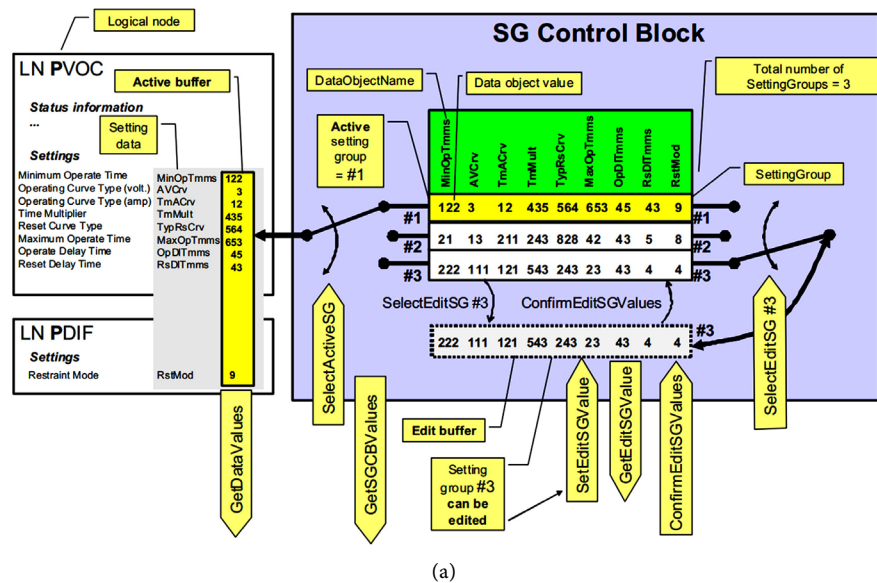 Logical node
LN PVOC
Active buffer
Status information
...
Setting
data
Settings
Minimum Operate Time MinOpTmms 122
Operating Curve Type (volt.) AVCrv 3
Operating Curve Type (amp) TmACrv 12
Time Multiplier TmMult 435
Reset Curve Type TypRsCrv 564
Maximum Operate Time MaxOpTmms 653
Operate Delay Time OpDlTmms 45
Reset Delay Time RsDlTmms 43
LN PDIF
Settings
Restraint Mode RstMod 9
GetDataValues
SelectActiveSG
GetSGCBValues
SG Control Block
DataObjectName
Data object value
Total number of
SettingGroups = 3
Active
setting
group
= #1
MinOpTmms AVCrv TmACrv TmMult TypRsCrv MaxOpTmms OpDlTmms RsDlTmms RstMod
SettingGroup
#1 122 3 12 435 564 653 45 43 9 #1
#2 21 13 211 243 828 42 43 5 8 #2
#3 222 111 121 543 243 23 43 4 4 #3
SelectEditSG #3
ConfirmEditSGValues
222 111 121 543 243 23 43 4 4 #3
SelectEditSG #3
Edit buffer
Setting
group #3
can be
edited
SetEditSGValue
GetEditSGValue
ConfirmEditSGValues
(a)